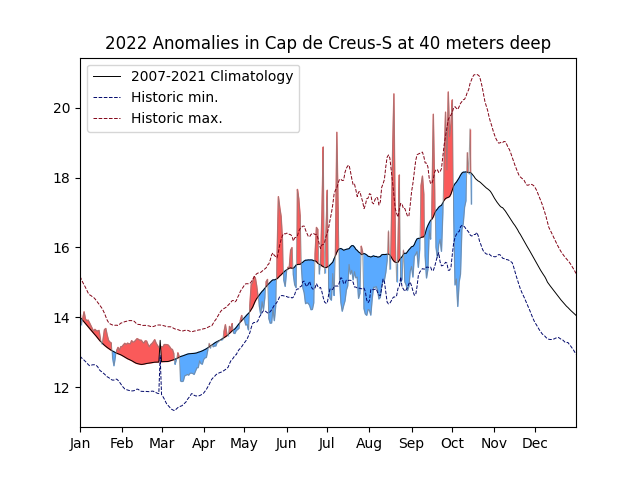 2022 Anomalies in Cap de Creus-S at 40 meters deep
2007-2021 Climatology
Historic min.
Historic max.
20
18
16
14
12
Jan Feb Mar Apr May Jun Jul Aug Sep Oct Nov Dec